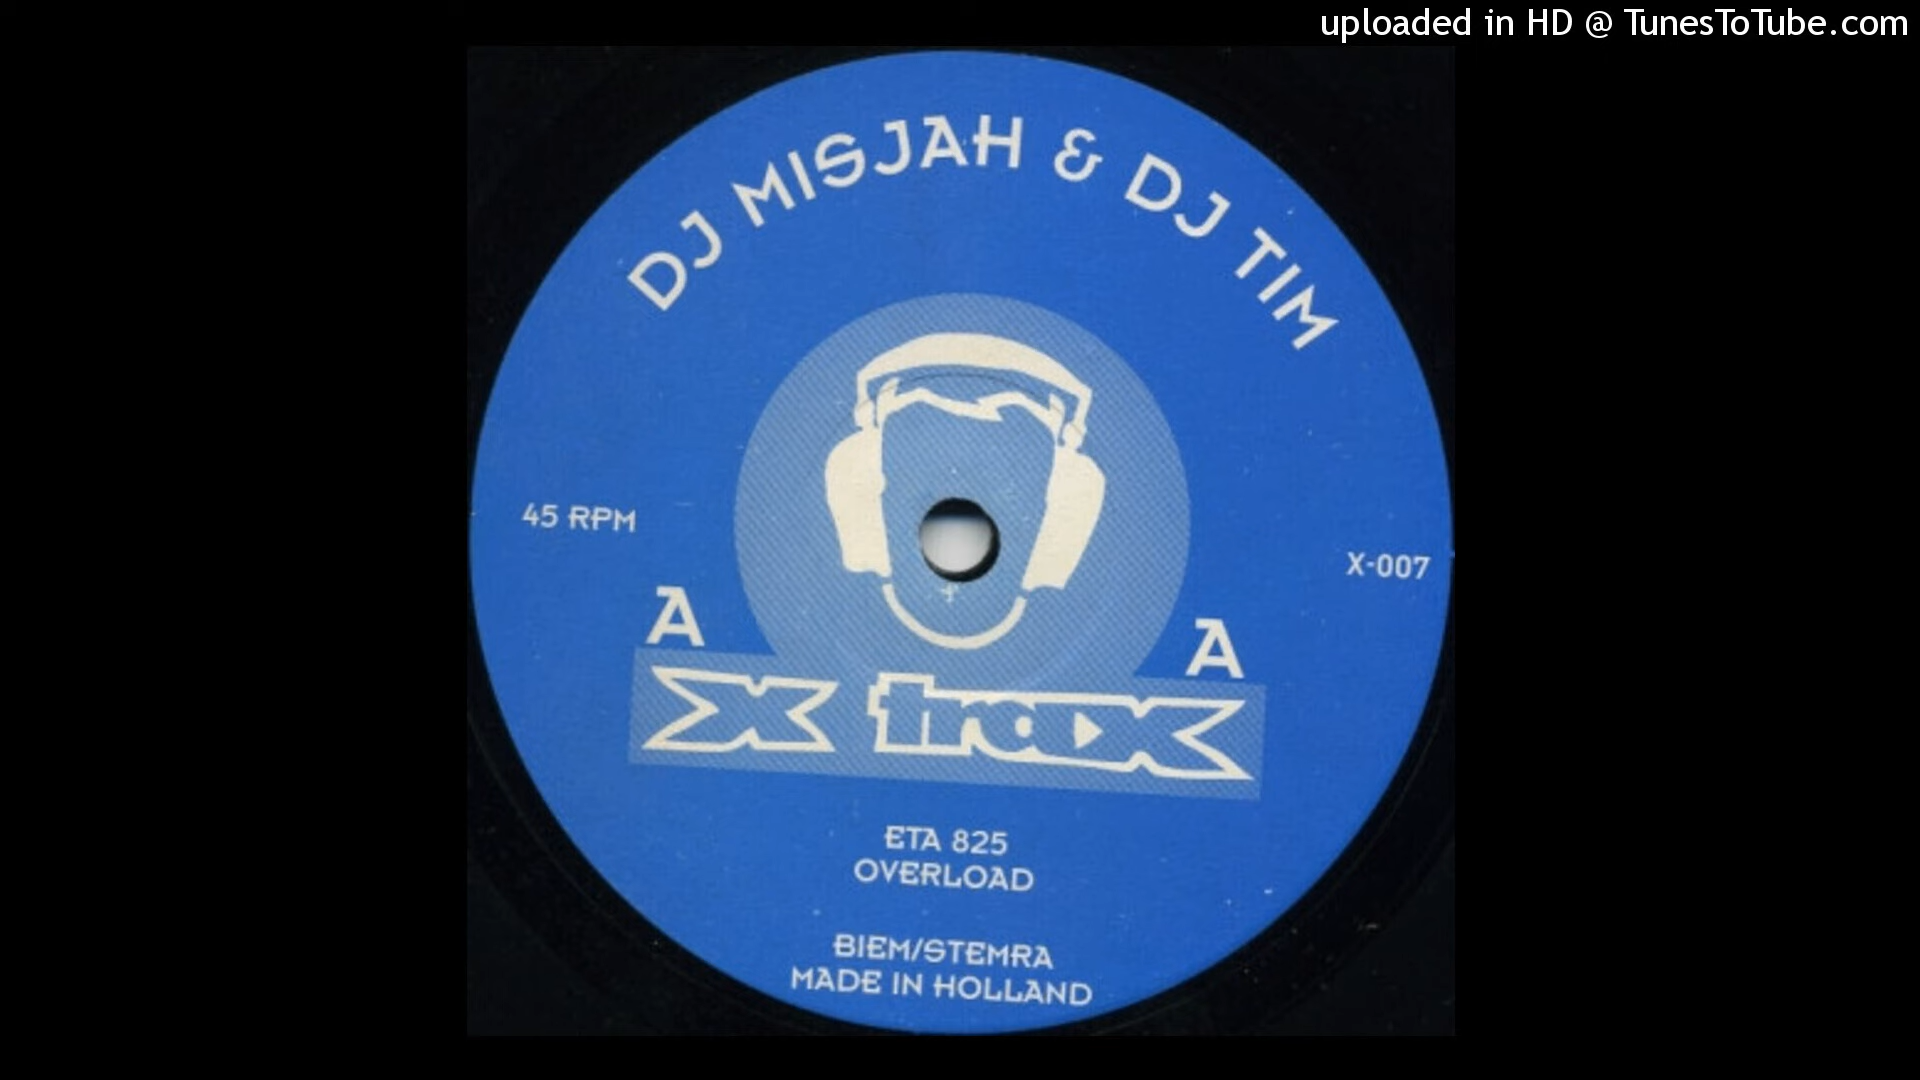 uploaded in HD @ TunesToTube.com
DJ MISJAH & DJ TIM
45 RPM
X-007
A
A
X trax
ETA 825
OVERLOAD
BIEM/STEMRA
MADE IN HOLLAND